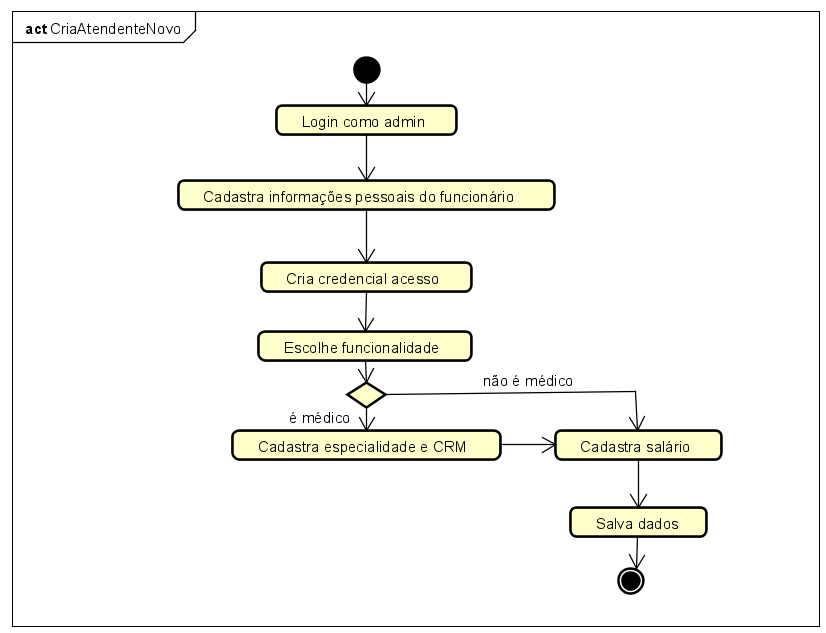 act CriaAtendenteNovo
Login como admin
Cadastra informações pessoais do funcionário
Cria credencial acesso
Escolhe funcionalidade
não é médico
é médico
Cadastra especialidade e CRM
Cadastra salário
Salva dados